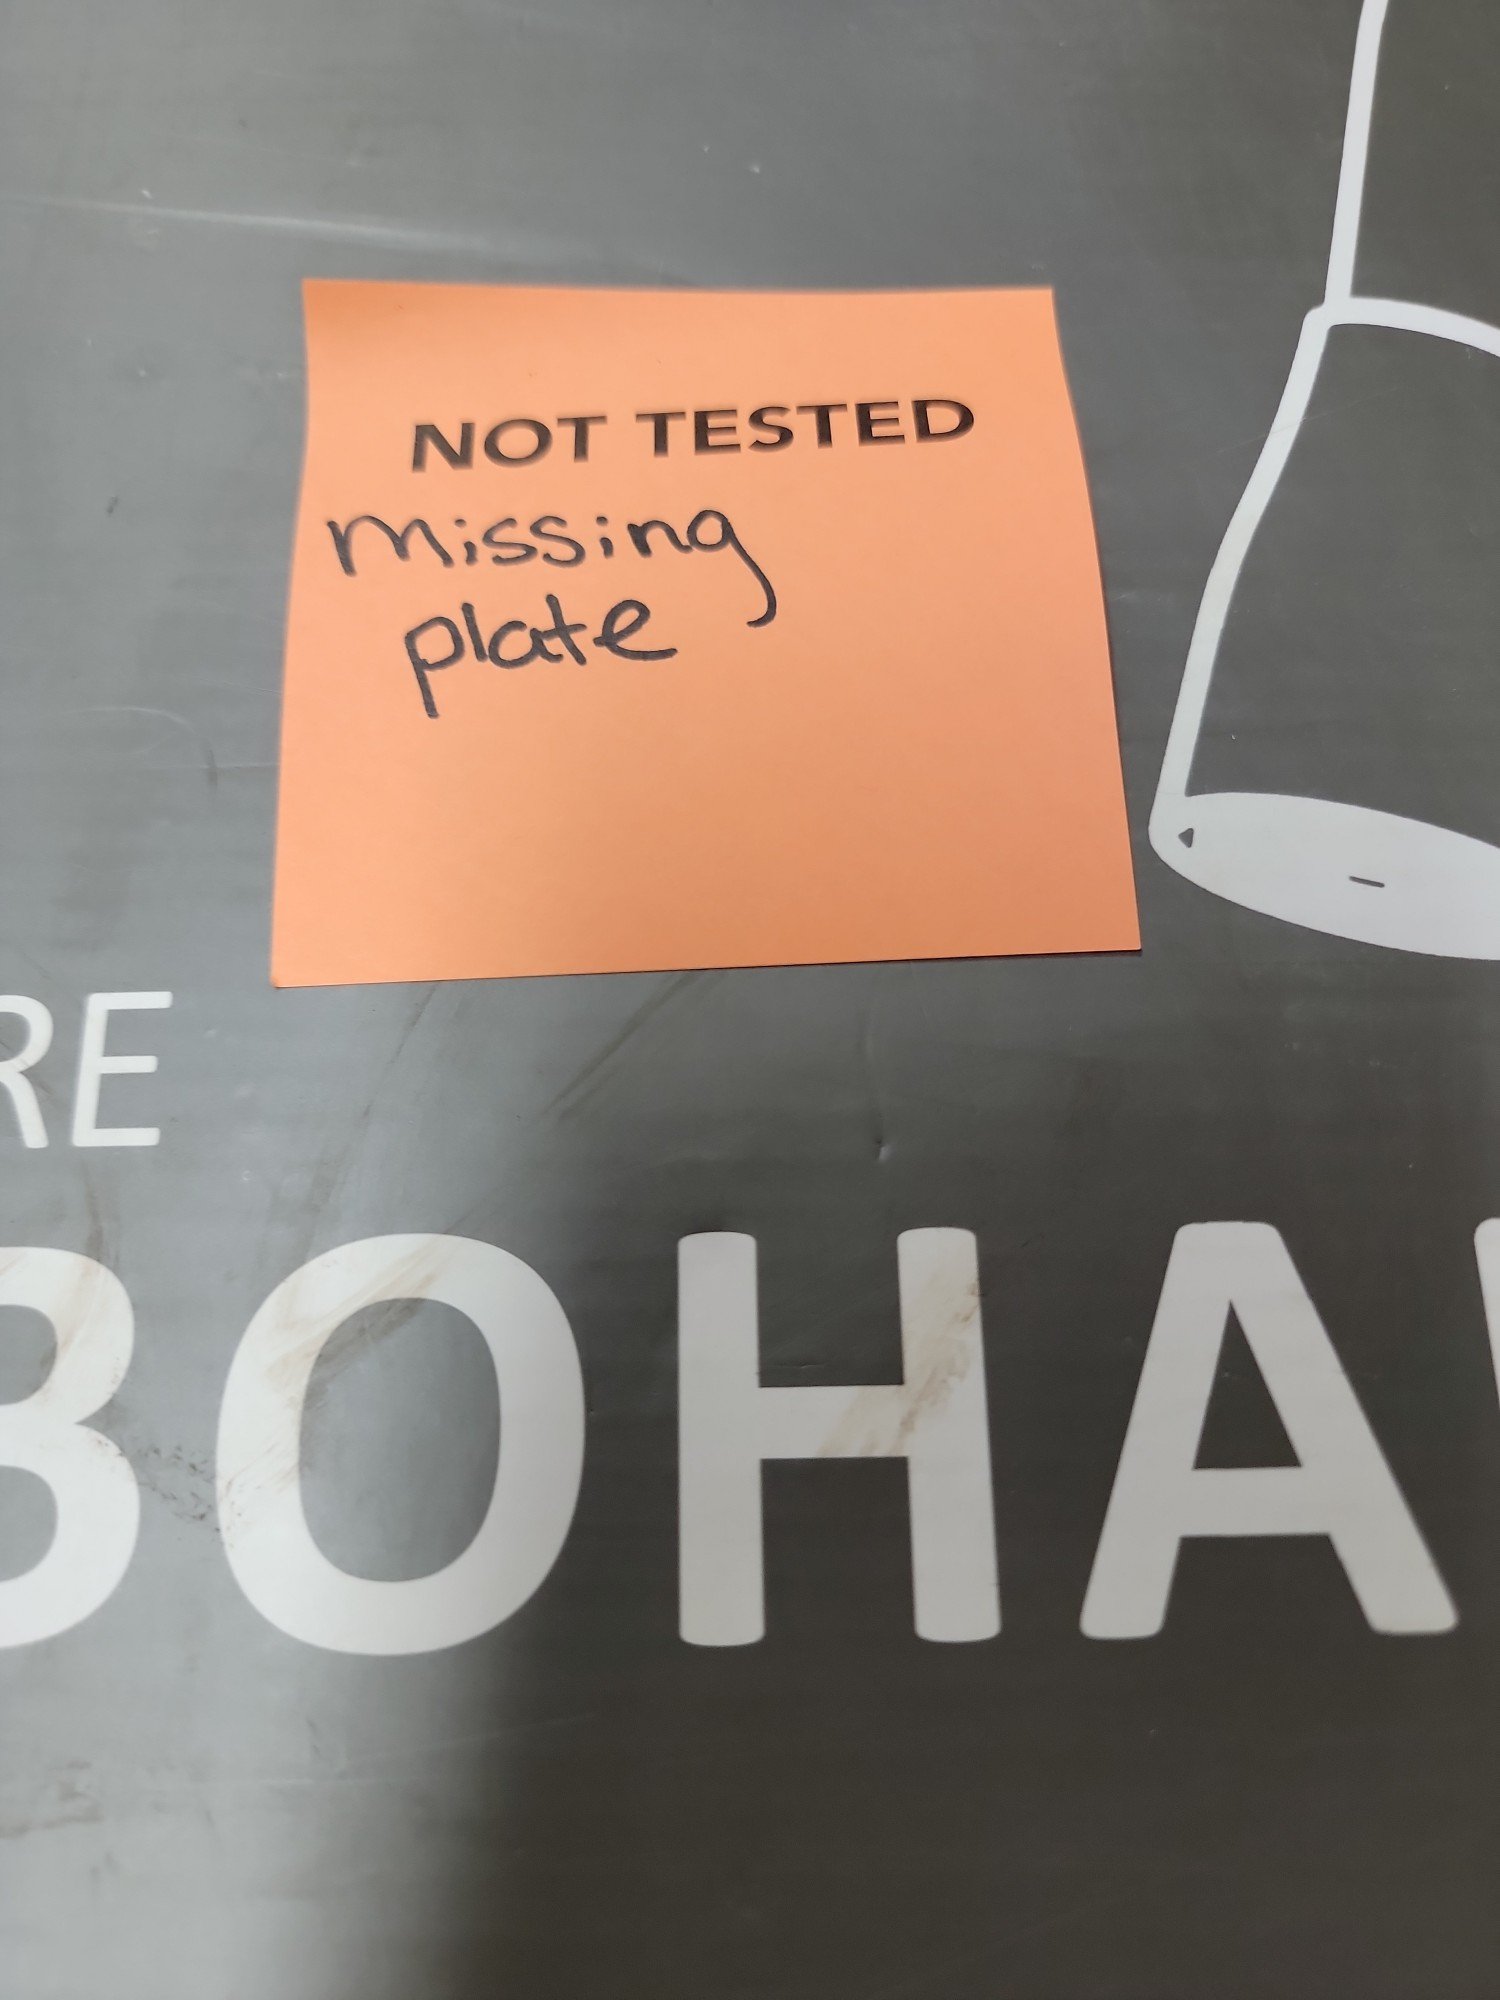 NOT TESTED
missing
plate
RE
BOHA